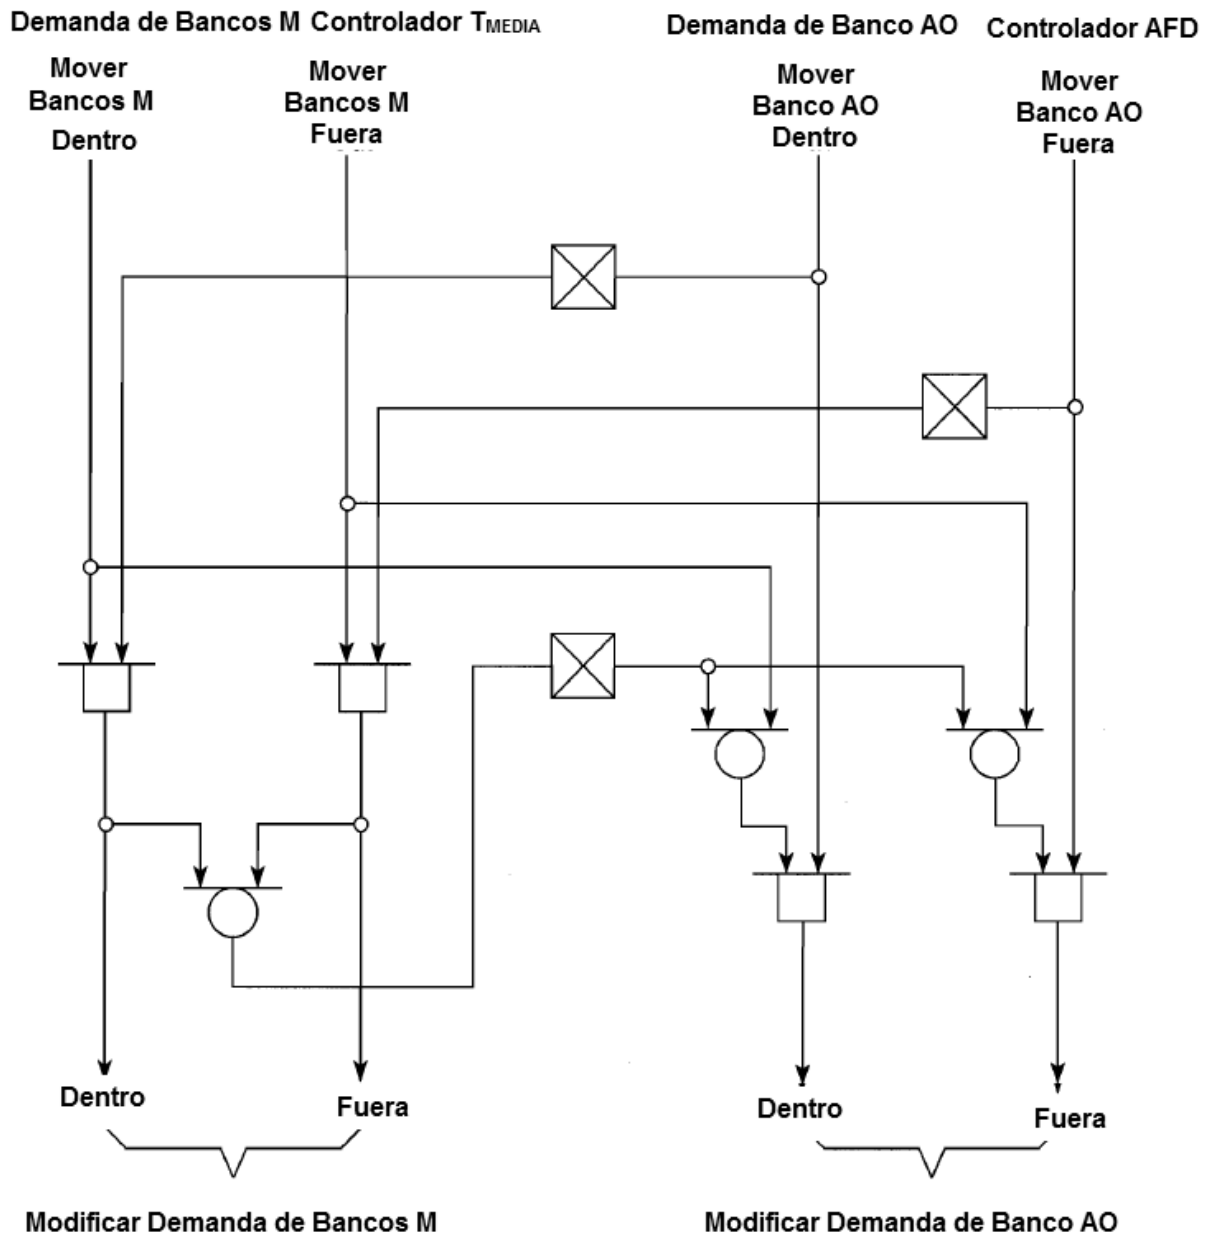 Demanda de Bancos M Controlador TMEDIA
Mover
Bancos M
Dentro
Mover
Bancos M
Fuera
Demanda de Banco AO
Controlador AFD
Mover
Banco AO
Dentro
Mover
Banco AO
Fuera
Dentro
Fuera
Dentro
Fuera
Modificar Demanda de Bancos M
Modificar Demanda de Banco AO